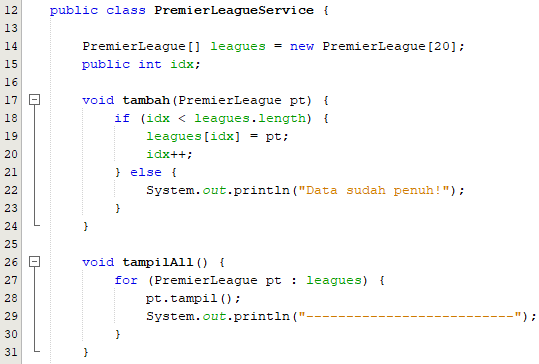 12 public class PremierLeagueService {
13
14 PremierLeague[] leagues = new PremierLeague[20];
15 public int idx;
16
17 void tambah(PremierLeague pt) {
18 if (idx < leagues.length) {
19 leagues[idx] = pt;
20 idx++;
21 } else {
22 System.out.println("Data sudah penuh!");
23 }
24 }
25
26 void tampilAll() {
27 for (PremierLeague pt : leagues) {
28 pt.tampil();
29 System.out.println("--------------------------");
30 }
31 }